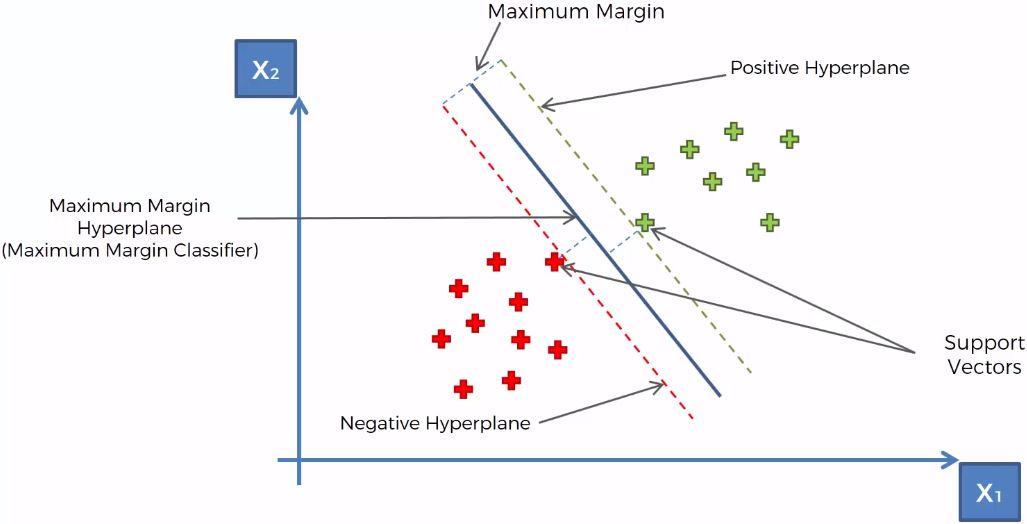 Maximum Margin
X2
Positive Hyperplane
Maximum Margin
Hyperplane
(Maximum Margin Classifier)
Support
Vectors
Negative Hyperplane
X1